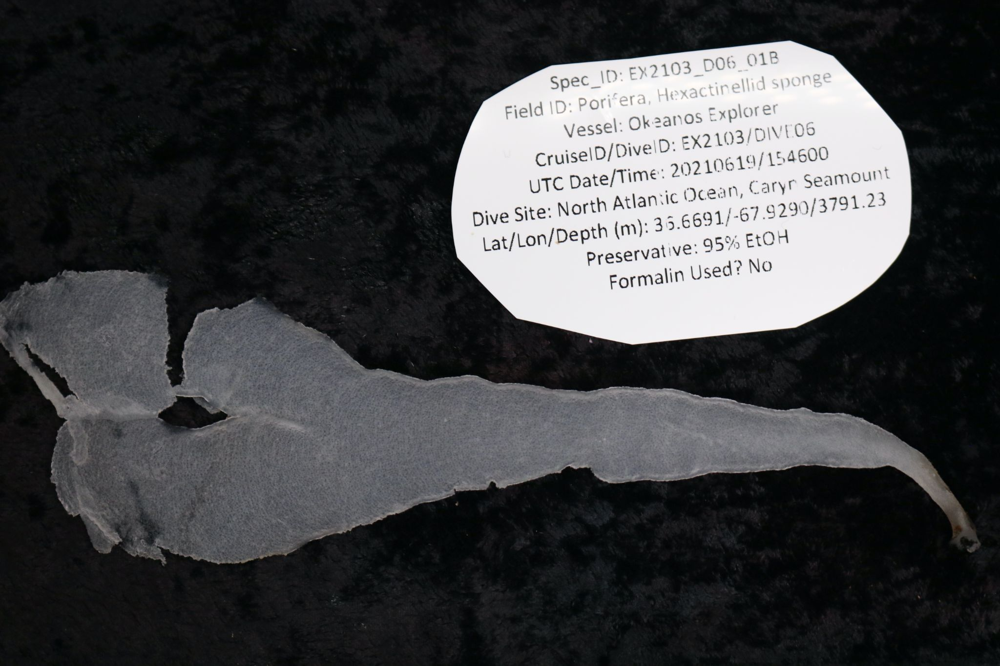 Spec_ID: EX2103_D06_01B
Field ID: Porifera, Hexactinellid sponge
Vessel: Okeanos Explorer
CruiseID/DiveID: EX2103/DIVE06
UTC Date/Time: 20210619/154600
Dive Site: North Atlantic Ocean, Caryn Seamount
Lat/Lon/Depth (m): 36.6691/-67.9290/3791.23
Preservative: 95% EtOH
Formalin Used? No